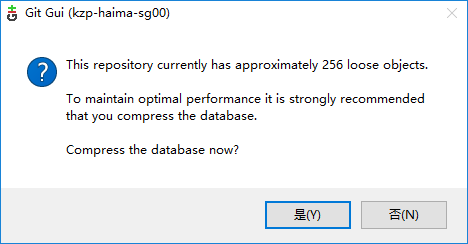 Git Gui (kzp-haima-sg00)
This repository currently has approximately 256 loose objects.
To maintain optimal performance it is strongly recommended
that you compress the database.
Compress the database now?
是(Y)
否(N)